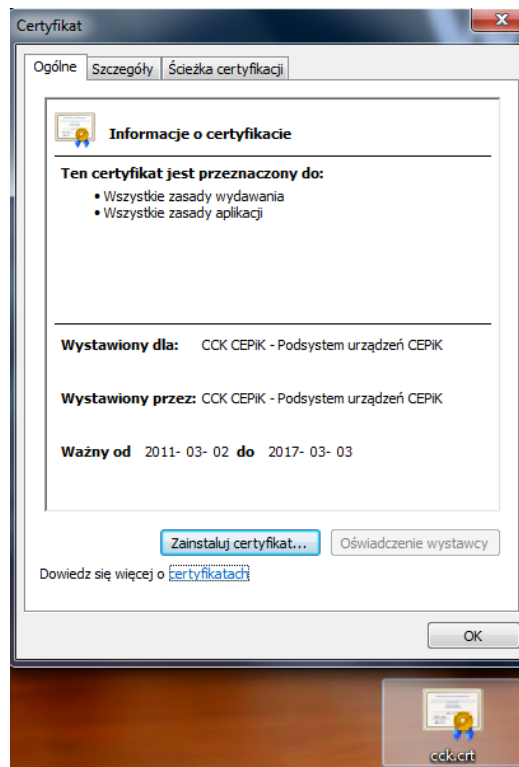 Certyfikat
Ogólne Szczegóły Ścieżka certyfikacji
Informacje o certyfikacie
Ten certyfikat jest przeznaczony do:
• Wszystkie zasady wydawania
• Wszystkie zasady aplikacji
Wystawiony dla: CCK CEPiK - Podsystem urządzeń CEPiK
Wystawiony przez: CCK CEPiK - Podsystem urządzeń CEPiK
Ważny od 2011- 03- 02 do 2017- 03- 03
Zainstaluj certyfikat... Oświadczenie wystawcy
Dowiedz się więcej o certyfikatach
OK
cck.crt